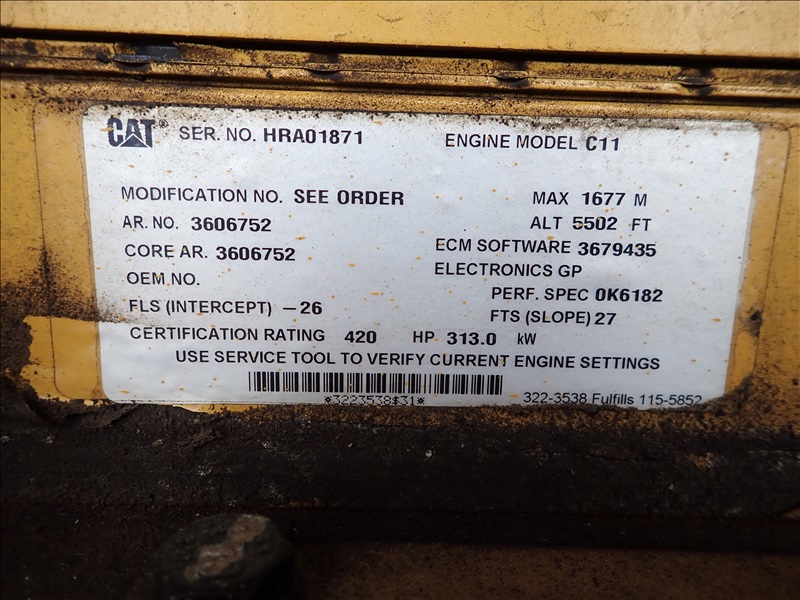 CAT SER. NO. HRA01871 ENGINE MODEL C11
MODIFICATION NO. SEE ORDER MAX 1677 M
AR. NO. 3606752 ALT 5502 FT
CORE AR. 3606752 ECM SOFTWARE 3679435
OEM NO. ELECTRONICS GP
PERF. SPEC 0K6182
FLS (INTERCEPT) -26 FTS (SLOPE) 27
CERTIFICATION RATING 420 HP 313.0 kW
USE SERVICE TOOL TO VERIFY CURRENT ENGINE SETTINGS
*3223538$31* 322-3538 Fulfills 115-5852